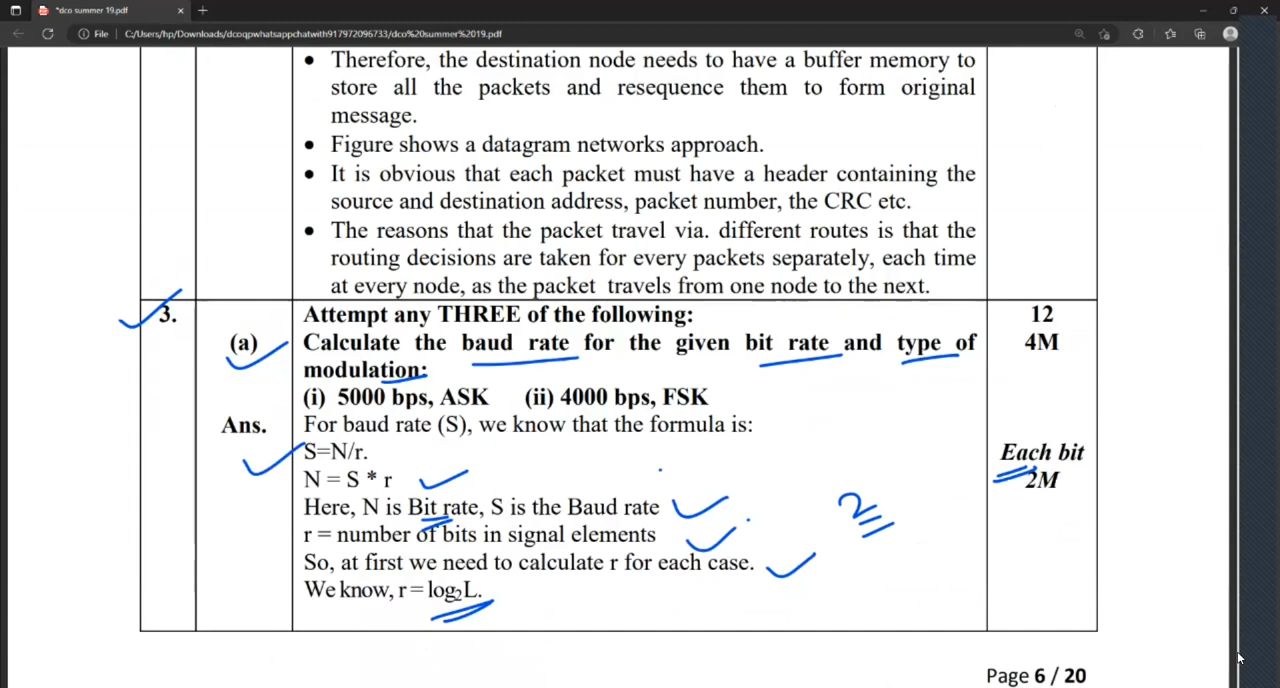 *dco summer 19.pdf
File C:/Users/hp/Downloads/dcoqpwhatsappchatwith917972096733/dco%20summer%2019.pdf
• Therefore, the destination node needs to have a buffer memory to
store all the packets and resequence them to form original
message.
• Figure shows a datagram networks approach.
• It is obvious that each packet must have a header containing the
source and destination address, packet number, the CRC etc.
• The reasons that the packet travel via. different routes is that the
routing decisions are taken for every packets separately, each time
at every node, as the packet travels from one node to the next.
3. Attempt any THREE of the following: 12
(a) Calculate the baud rate for the given bit rate and type of 4M
modulation:
(i) 5000 bps, ASK (ii) 4000 bps, FSK
Ans. For baud rate (S), we know that the formula is:
S=N/r. Each bit
N = S * r 2M
Here, N is Bit rate, S is the Baud rate 2
r = number of bits in signal elements
So, at first we need to calculate r for each case.
We know, r = log₂L.
Page 6 / 20